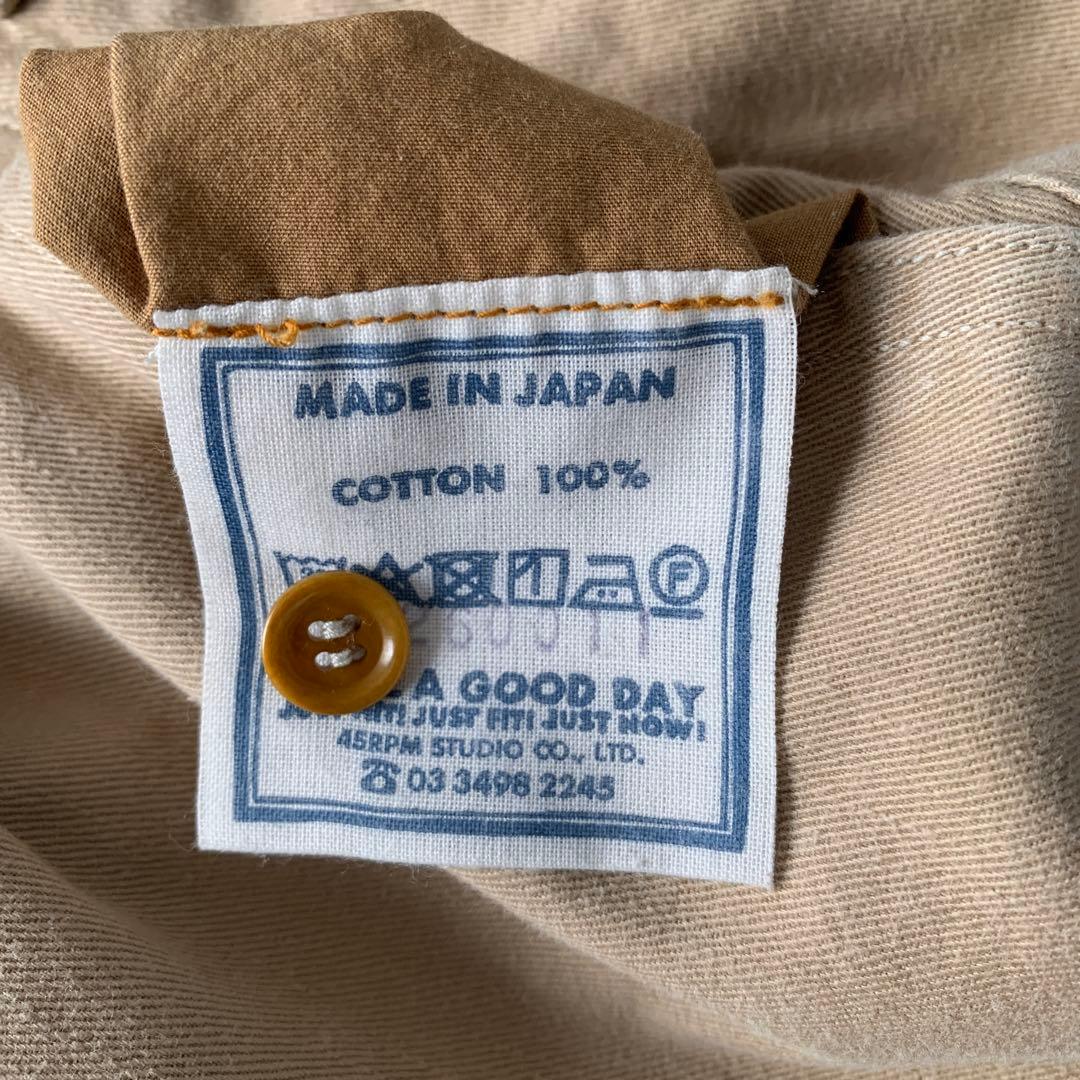 MADE IN JAPAN
COTTON 100%
F
A GOOD DAY
JUST FIT! JUST NOW!
45RPM STUDIO CO., LTD.
☎ 03 3498 2245